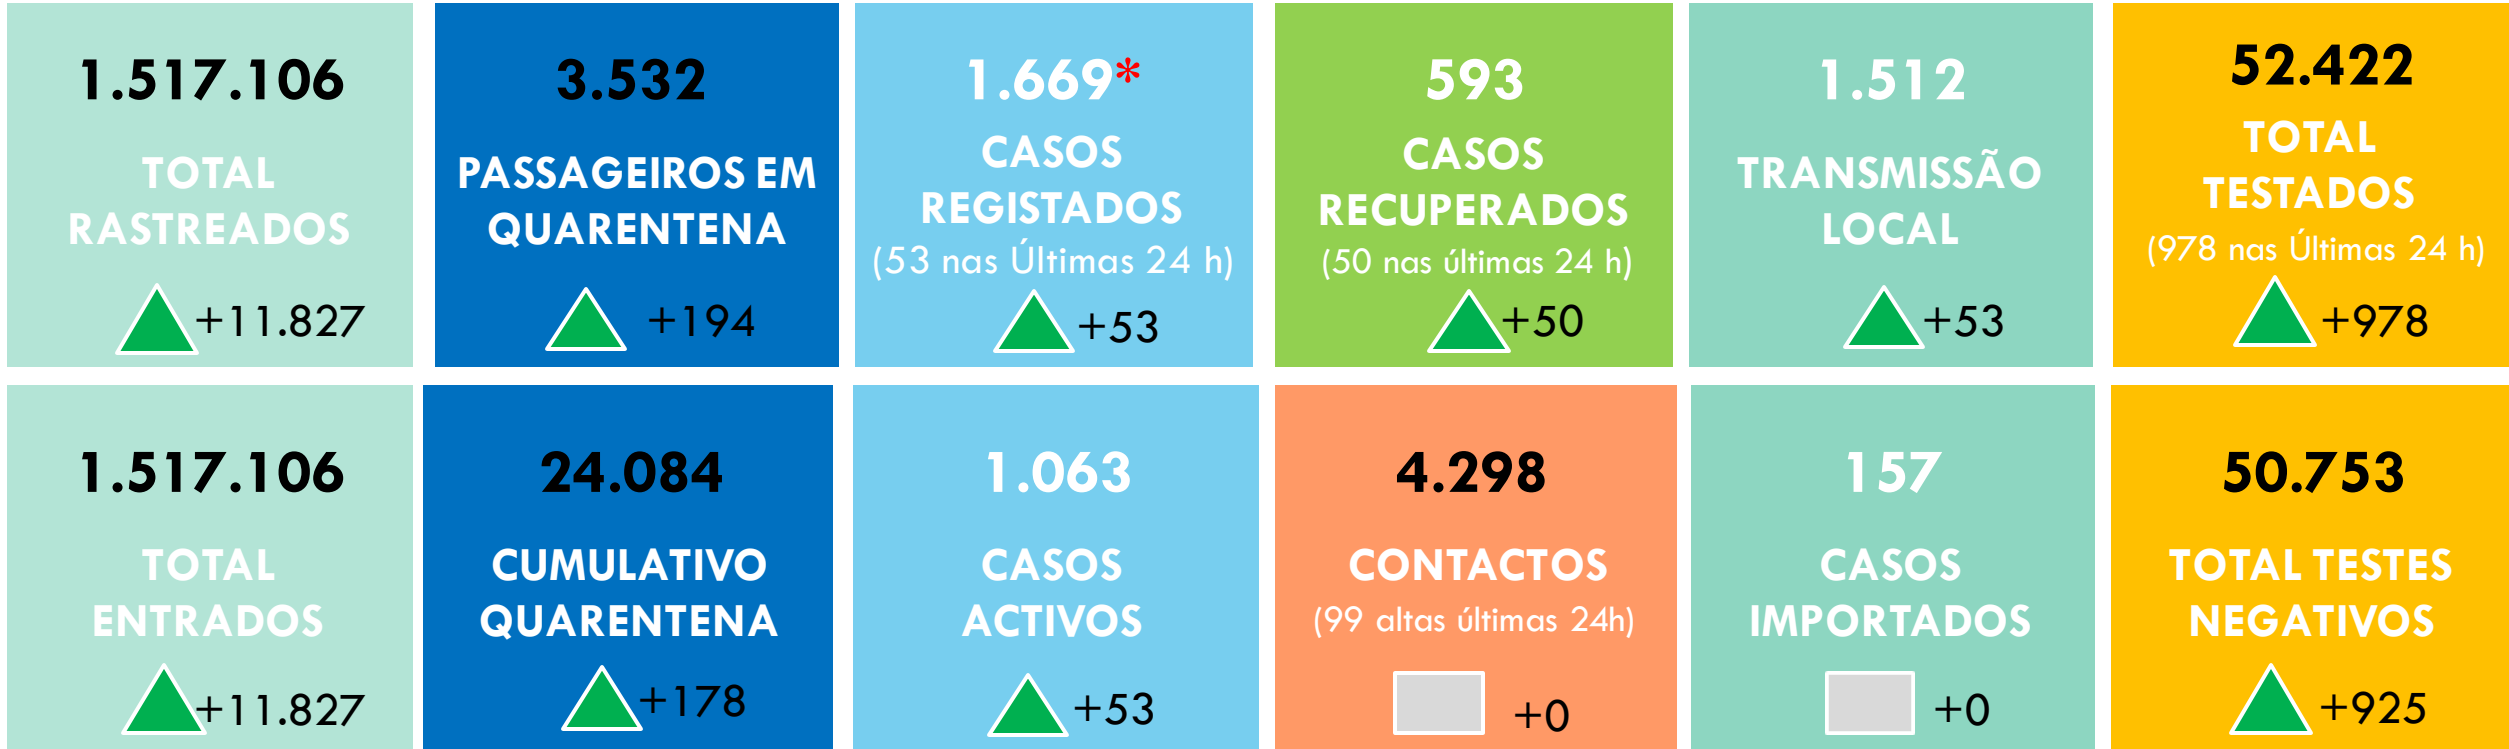 1.517.106
TOTAL
RASTREADOS
+11.827
3.532
PASSAGEIROS EM
QUARENTENA
+194
1.669*
CASOS
REGISTADOS
(53 nas Últimas 24 h)
+53
593
CASOS
RECUPERADOS
(50 nas últimas 24 h)
+50
1.512
TRANSMISSÃO
LOCAL
+53
52.422
TOTAL
TESTADOS
(978 nas Últimas 24 h)
+978
1.517.106
TOTAL
ENTRADOS
+11.827
24.084
CUMULATIVO
QUARENTENA
+178
1.063
CASOS
ACTIVOS
+53
4.298
CONTACTOS
(99 altas últimas 24h)
+0
157
CASOS
IMPORTADOS
+0
50.753
TOTAL TESTES
NEGATIVOS
+925